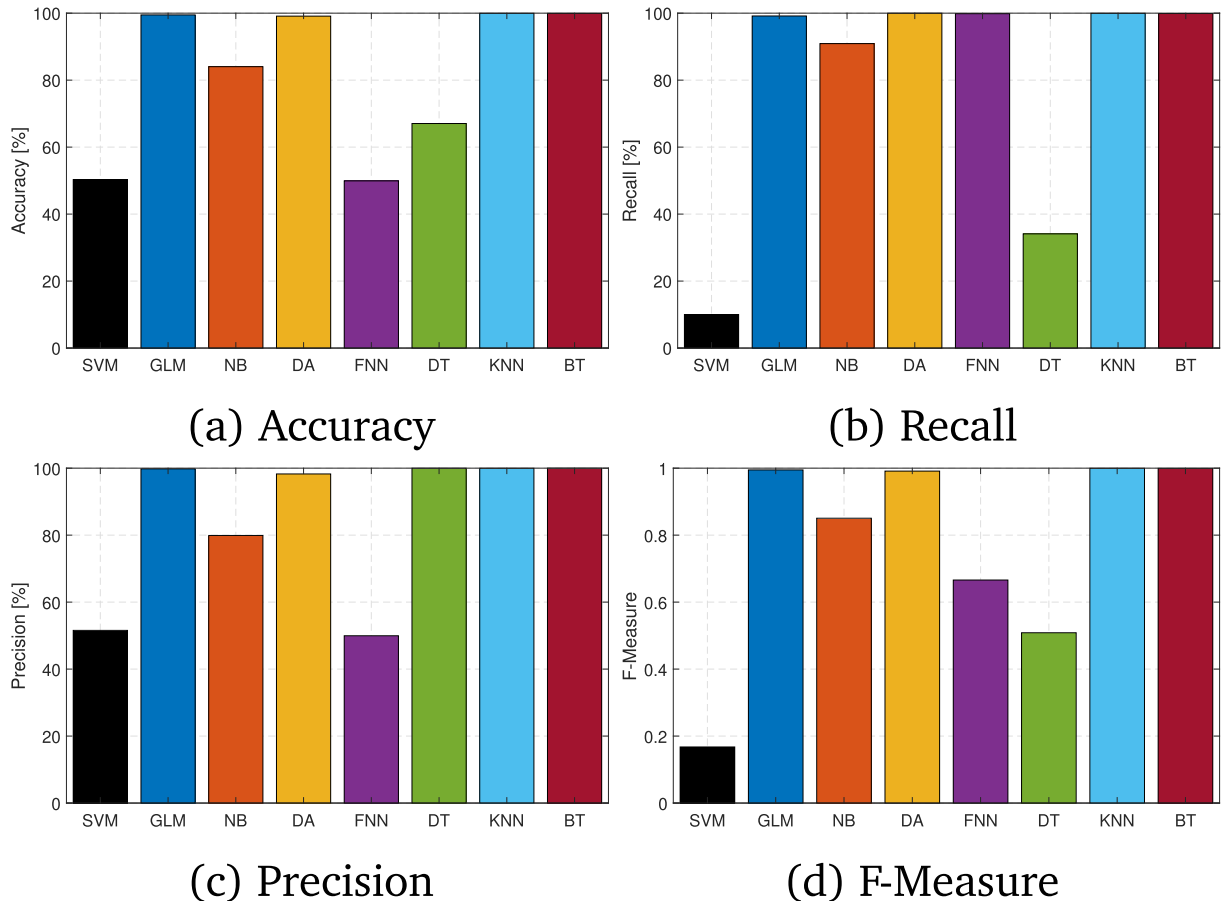 Accuracy [%]
100
80
60
40
20
0
SVM GLM NB DA FNN DT KNN BT
(a) Accuracy
Recall [%]
100
80
60
40
20
0
SVM GLM NB DA FNN DT KNN BT
(b) Recall
Precision [%]
100
80
60
40
20
0
SVM GLM NB DA FNN DT KNN BT
(c) Precision
F-Measure
1
0.8
0.6
0.4
0.2
0
SVM GLM NB DA FNN DT KNN BT
(d) F-Measure